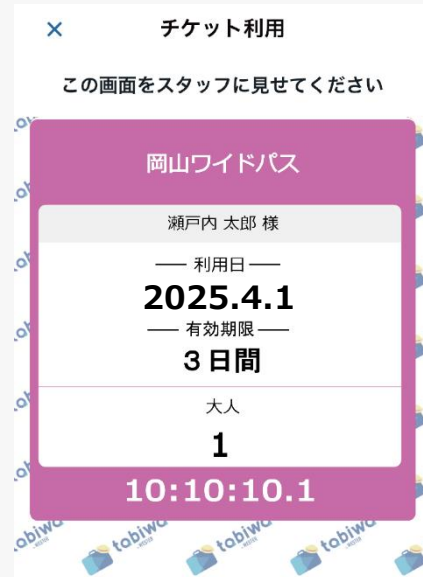 × チケット利用
この画面をスタッフに見せてください
岡山ワイドパス
瀬戸内 太郎 様
利用日
2025.4.1
有効期限
3日間
大人
1
10:10:10.1
tobiwa
tobiwa
tobiwa